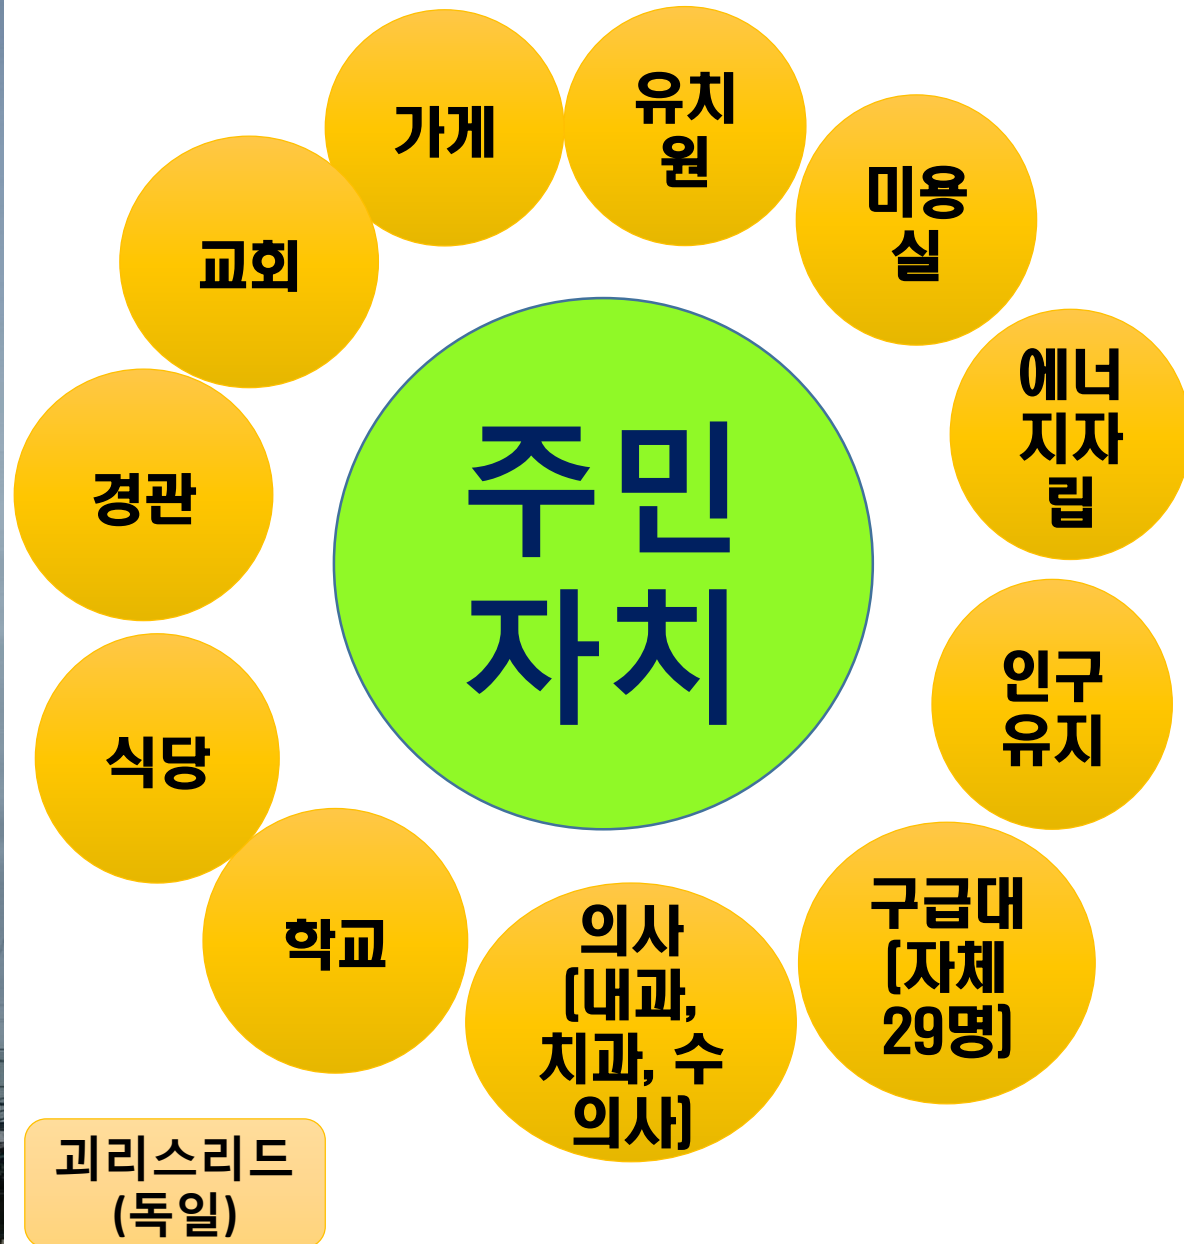 가게
유치
원
미용
실
교회
에너
지자
립
경관
주민
자치
인구
유지
식당
구급대
(자체
29명)
학교
의사
(내과,
치과, 수
의사)
괴리스리드
(독일)